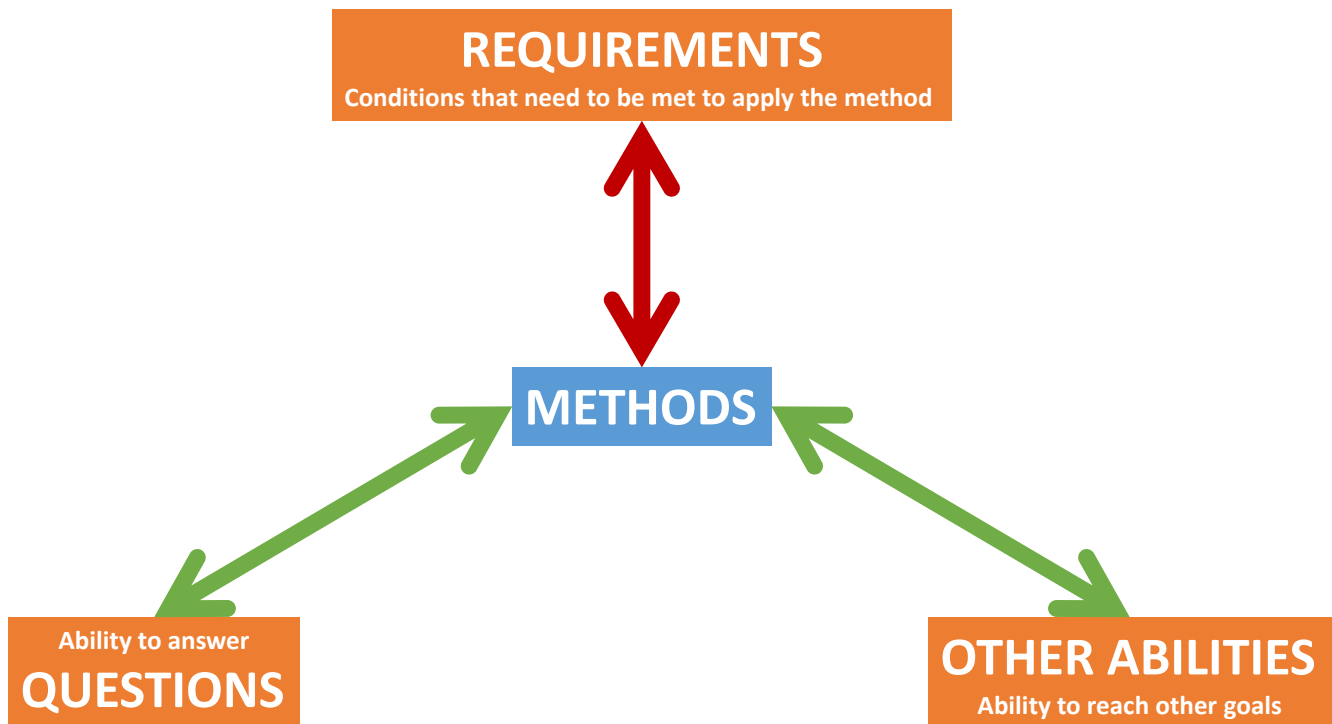 REQUIREMENTS
Conditions that need to be met to apply the method
METHODS
Ability to answer
QUESTIONS
OTHER ABILITIES
Ability to reach other goals